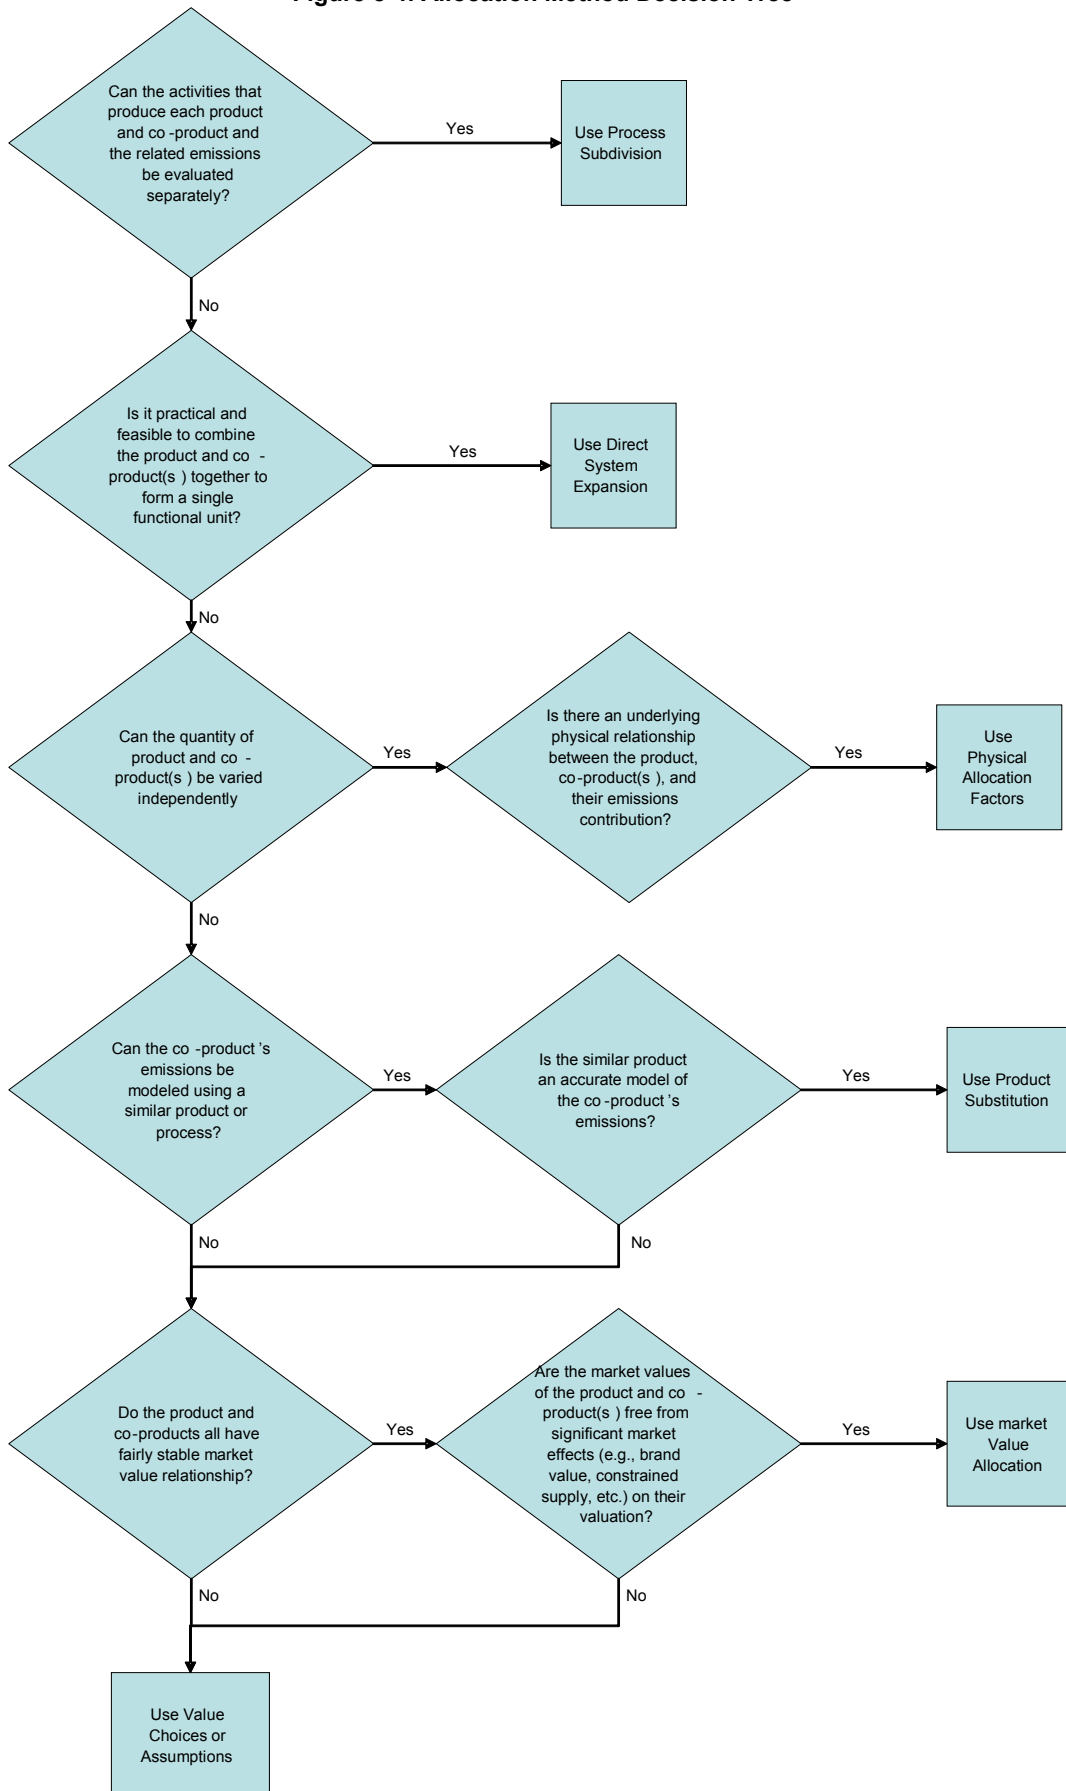 Can the activities that
produce each product
and co -product and
the related emissions
be evaluated
separately?
Yes
Use Process
Subdivision
No
Is it practical and
feasible to combine
the product and co -
product(s ) together to
form a single
functional unit?
Yes
Use Direct
System
Expansion
No
Can the quantity of
product and co -
product(s ) be varied
independently
Yes
Is there an underlying
physical relationship
between the product,
co-product(s ), and
their emissions
contribution?
Yes
Use
Physical
Allocation
Factors
No
Can the co -product 's
emissions be
modeled using a
similar product or
process?
Yes
Is the similar product
an accurate model of
the co -product 's
emissions?
Yes
Use Product
Substitution
No
No
Do the product and
co-products all have
fairly stable market
value relationship?
Yes
Are the market values
of the product and co -
product(s ) free from
significant market
effects (e.g., brand
value, constrained
supply, etc.) on their
valuation?
Yes
Use market
Value
Allocation
No
No
Use Value
Choices or
Assumptions